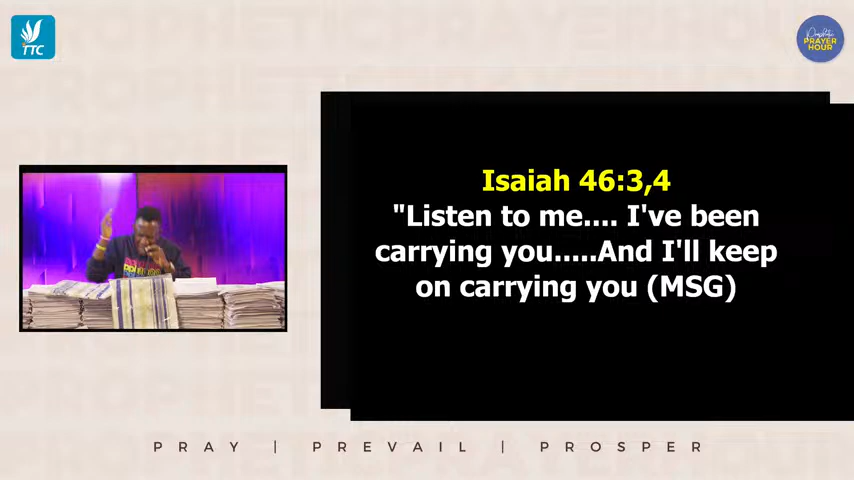 TTC
Prophetic
PRAYER
HOUR
Isaiah 46:3,4
"Listen to me.... I've been
carrying you.....And I'll keep
on carrying you (MSG)
PRAY | PREVAIL | PROSPER